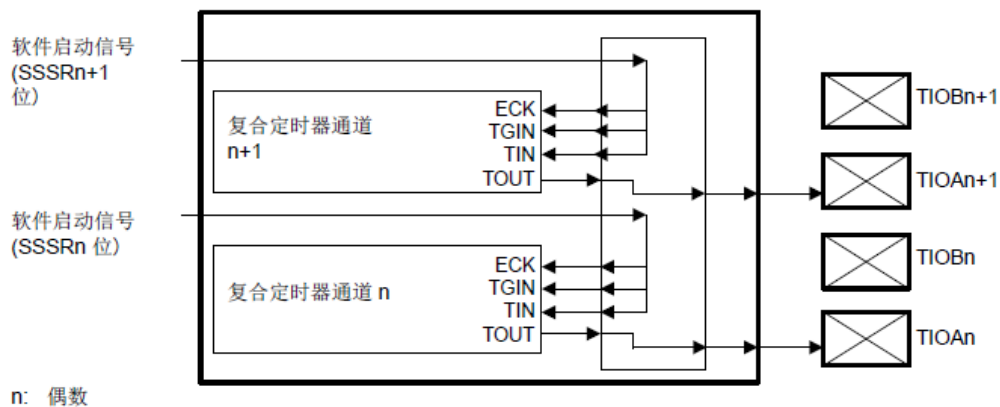 软件启动信号
(SSSRn+1
位）
复合定时器通道
n+1
ECK
TGIN
TIN
TOUT
TIOBn+1
TIOAn+1
软件启动信号
(SSSRn 位）
复合定时器通道 n
ECK
TGIN
TIN
TOUT
TIOBn
TIOAn
n: 偶数